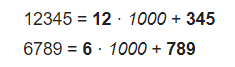 12345 = 12 · 1000 + 345
6789 = 6 · 1000 + 789